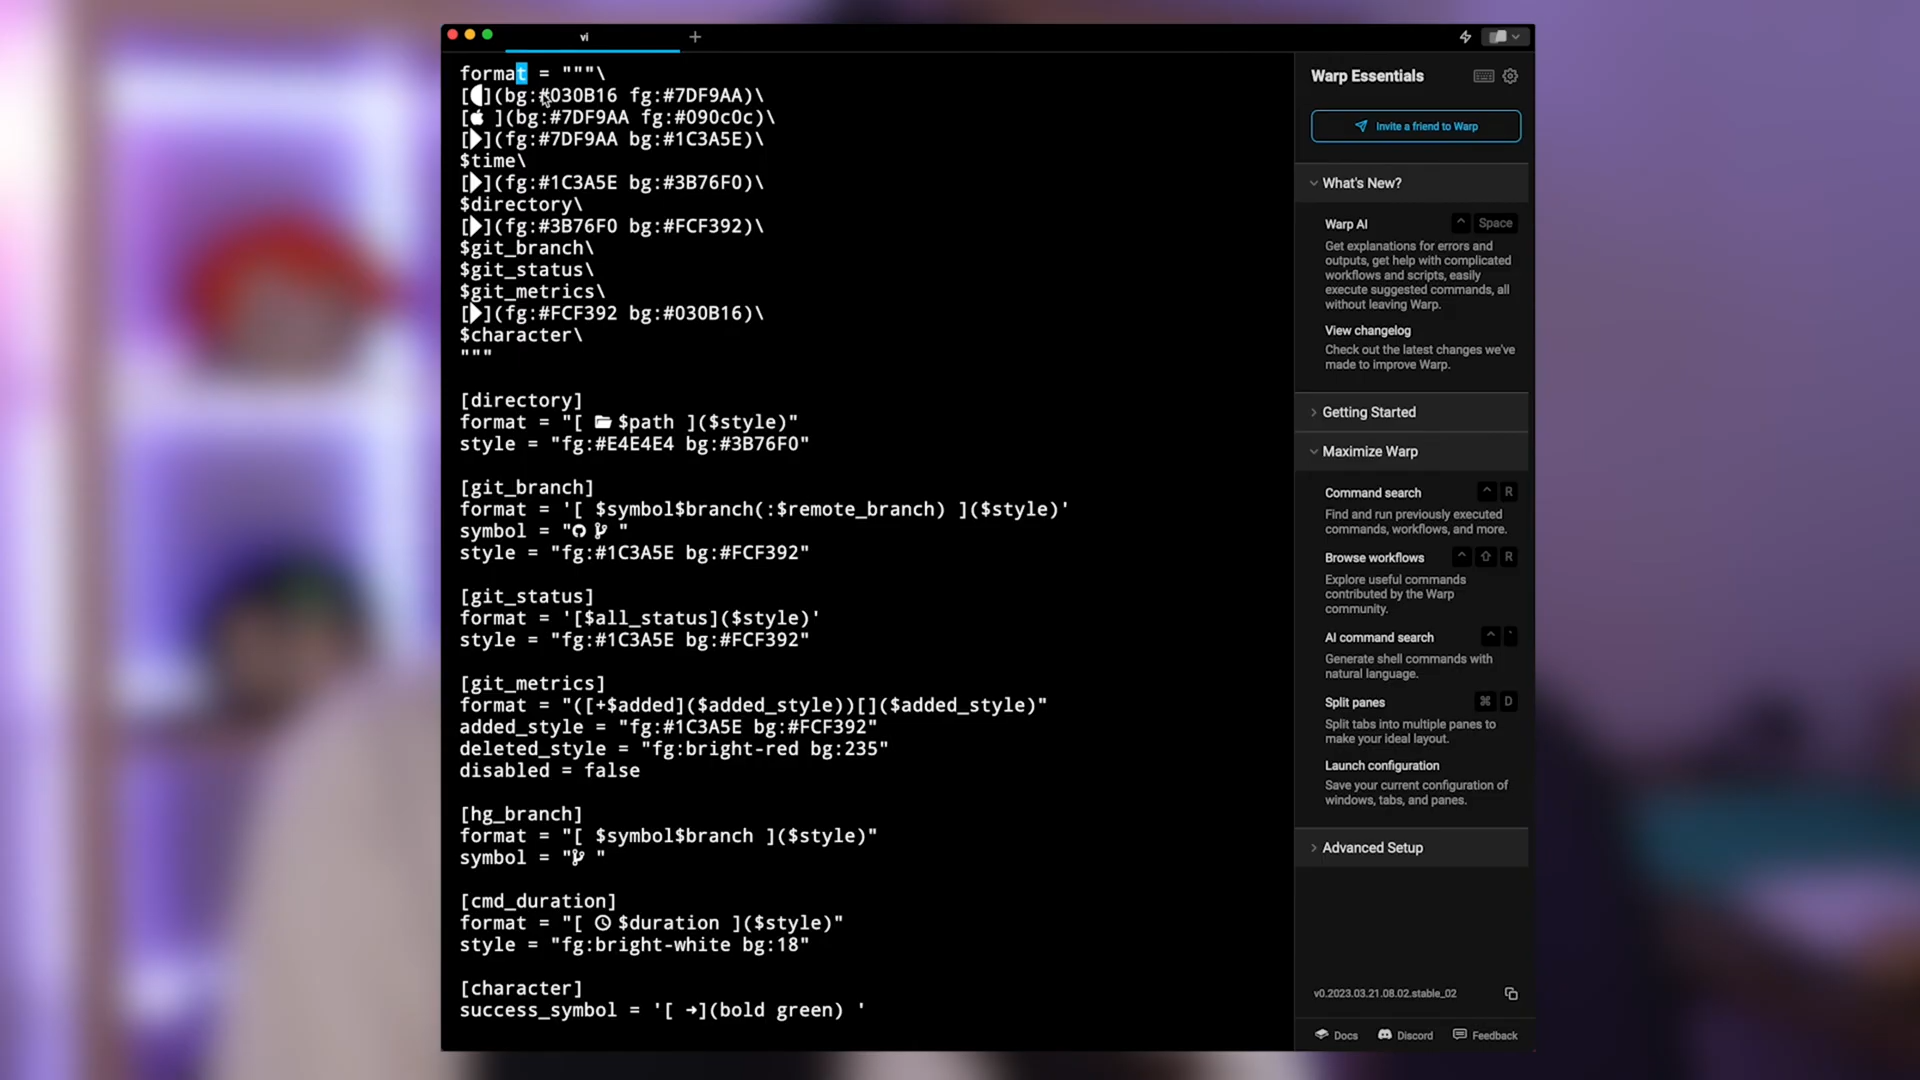 vi
format = """\
[](bg:#030B16 fg:#7DF9AA)\
[ ](bg:#7DF9AA fg:#090c0c)\
[](fg:#7DF9AA bg:#1C3A5E)\
$time\
[](fg:#1C3A5E bg:#3B76F0)\
$directory\
[](fg:#3B76F0 bg:#FCF392)\
$git_branch\
$git_status\
$git_metrics\
[](fg:#FCF392 bg:#030B16)\
$character\
"""
[directory]
format = "[  $path ]($style)"
style = "fg:#E4E4E4 bg:#3B76F0"
[git_branch]
format = '[ $symbol$branch(:$remote_branch) ]($style)'
symbol = "  "
style = "fg:#1C3A5E bg:#FCF392"
[git_status]
format = '[$all_status]($style)'
style = "fg:#1C3A5E bg:#FCF392"
[git_metrics]
format = "([+$added]($added_style))[]($added_style)"
added_style = "fg:#1C3A5E bg:#FCF392"
deleted_style = "fg:bright-red bg:235"
disabled = false
[hg_branch]
format = "[ $symbol$branch ]($style)"
symbol = " "
[cmd_duration]
format = "[  $duration ]($style)"
style = "fg:bright-white bg:18"
[character]
success_symbol = '[ ➜](bold green) '
Warp Essentials
Invite a friend to Warp
What's New?
Warp AI ^ Space
Get explanations for errors and
outputs, get help with complicated
workflows and scripts, easily
execute suggested commands, all
without leaving Warp.
View changelog
Check out the latest changes we've
made to improve Warp.
Getting Started
Maximize Warp
Command search ^ R
Find and run previously executed
commands, workflows, and more.
Browse workflows ^ ⇧ R
Explore useful commands
contributed by the Warp
community.
AI command search ^ `
Generate shell commands with
natural language.
Split panes ⌘ D
Split tabs into multiple panes to
make your ideal layout.
Launch configuration
Save your current configuration of
windows, tabs, and panes.
Advanced Setup
v0.2023.03.21.08.02.stable_02
Docs Discord Feedback